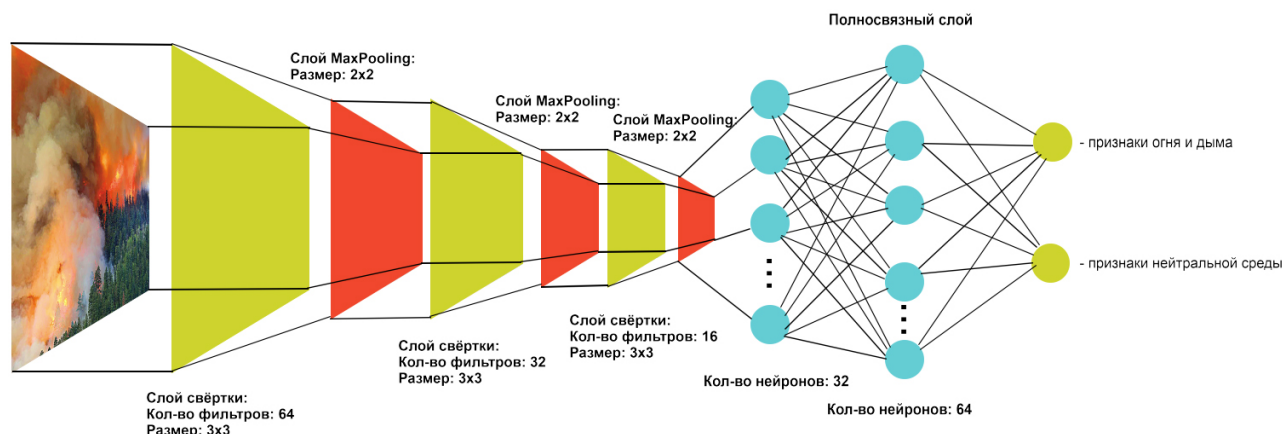 Полносвязный слой
Слой MaxPooling:
Размер: 2x2
Слой MaxPooling:
Размер: 2x2
Слой MaxPooling:
Размер: 2x2
- признаки огня и дыма
- признаки нейтральной среды
Слой свёртки:
Кол-во фильтров: 64
Размер: 3x3
Слой свёртки:
Кол-во фильтров: 32
Размер: 3x3
Слой свёртки:
Кол-во фильтров: 16
Размер: 3x3
Кол-во нейронов: 32
Кол-во нейронов: 64